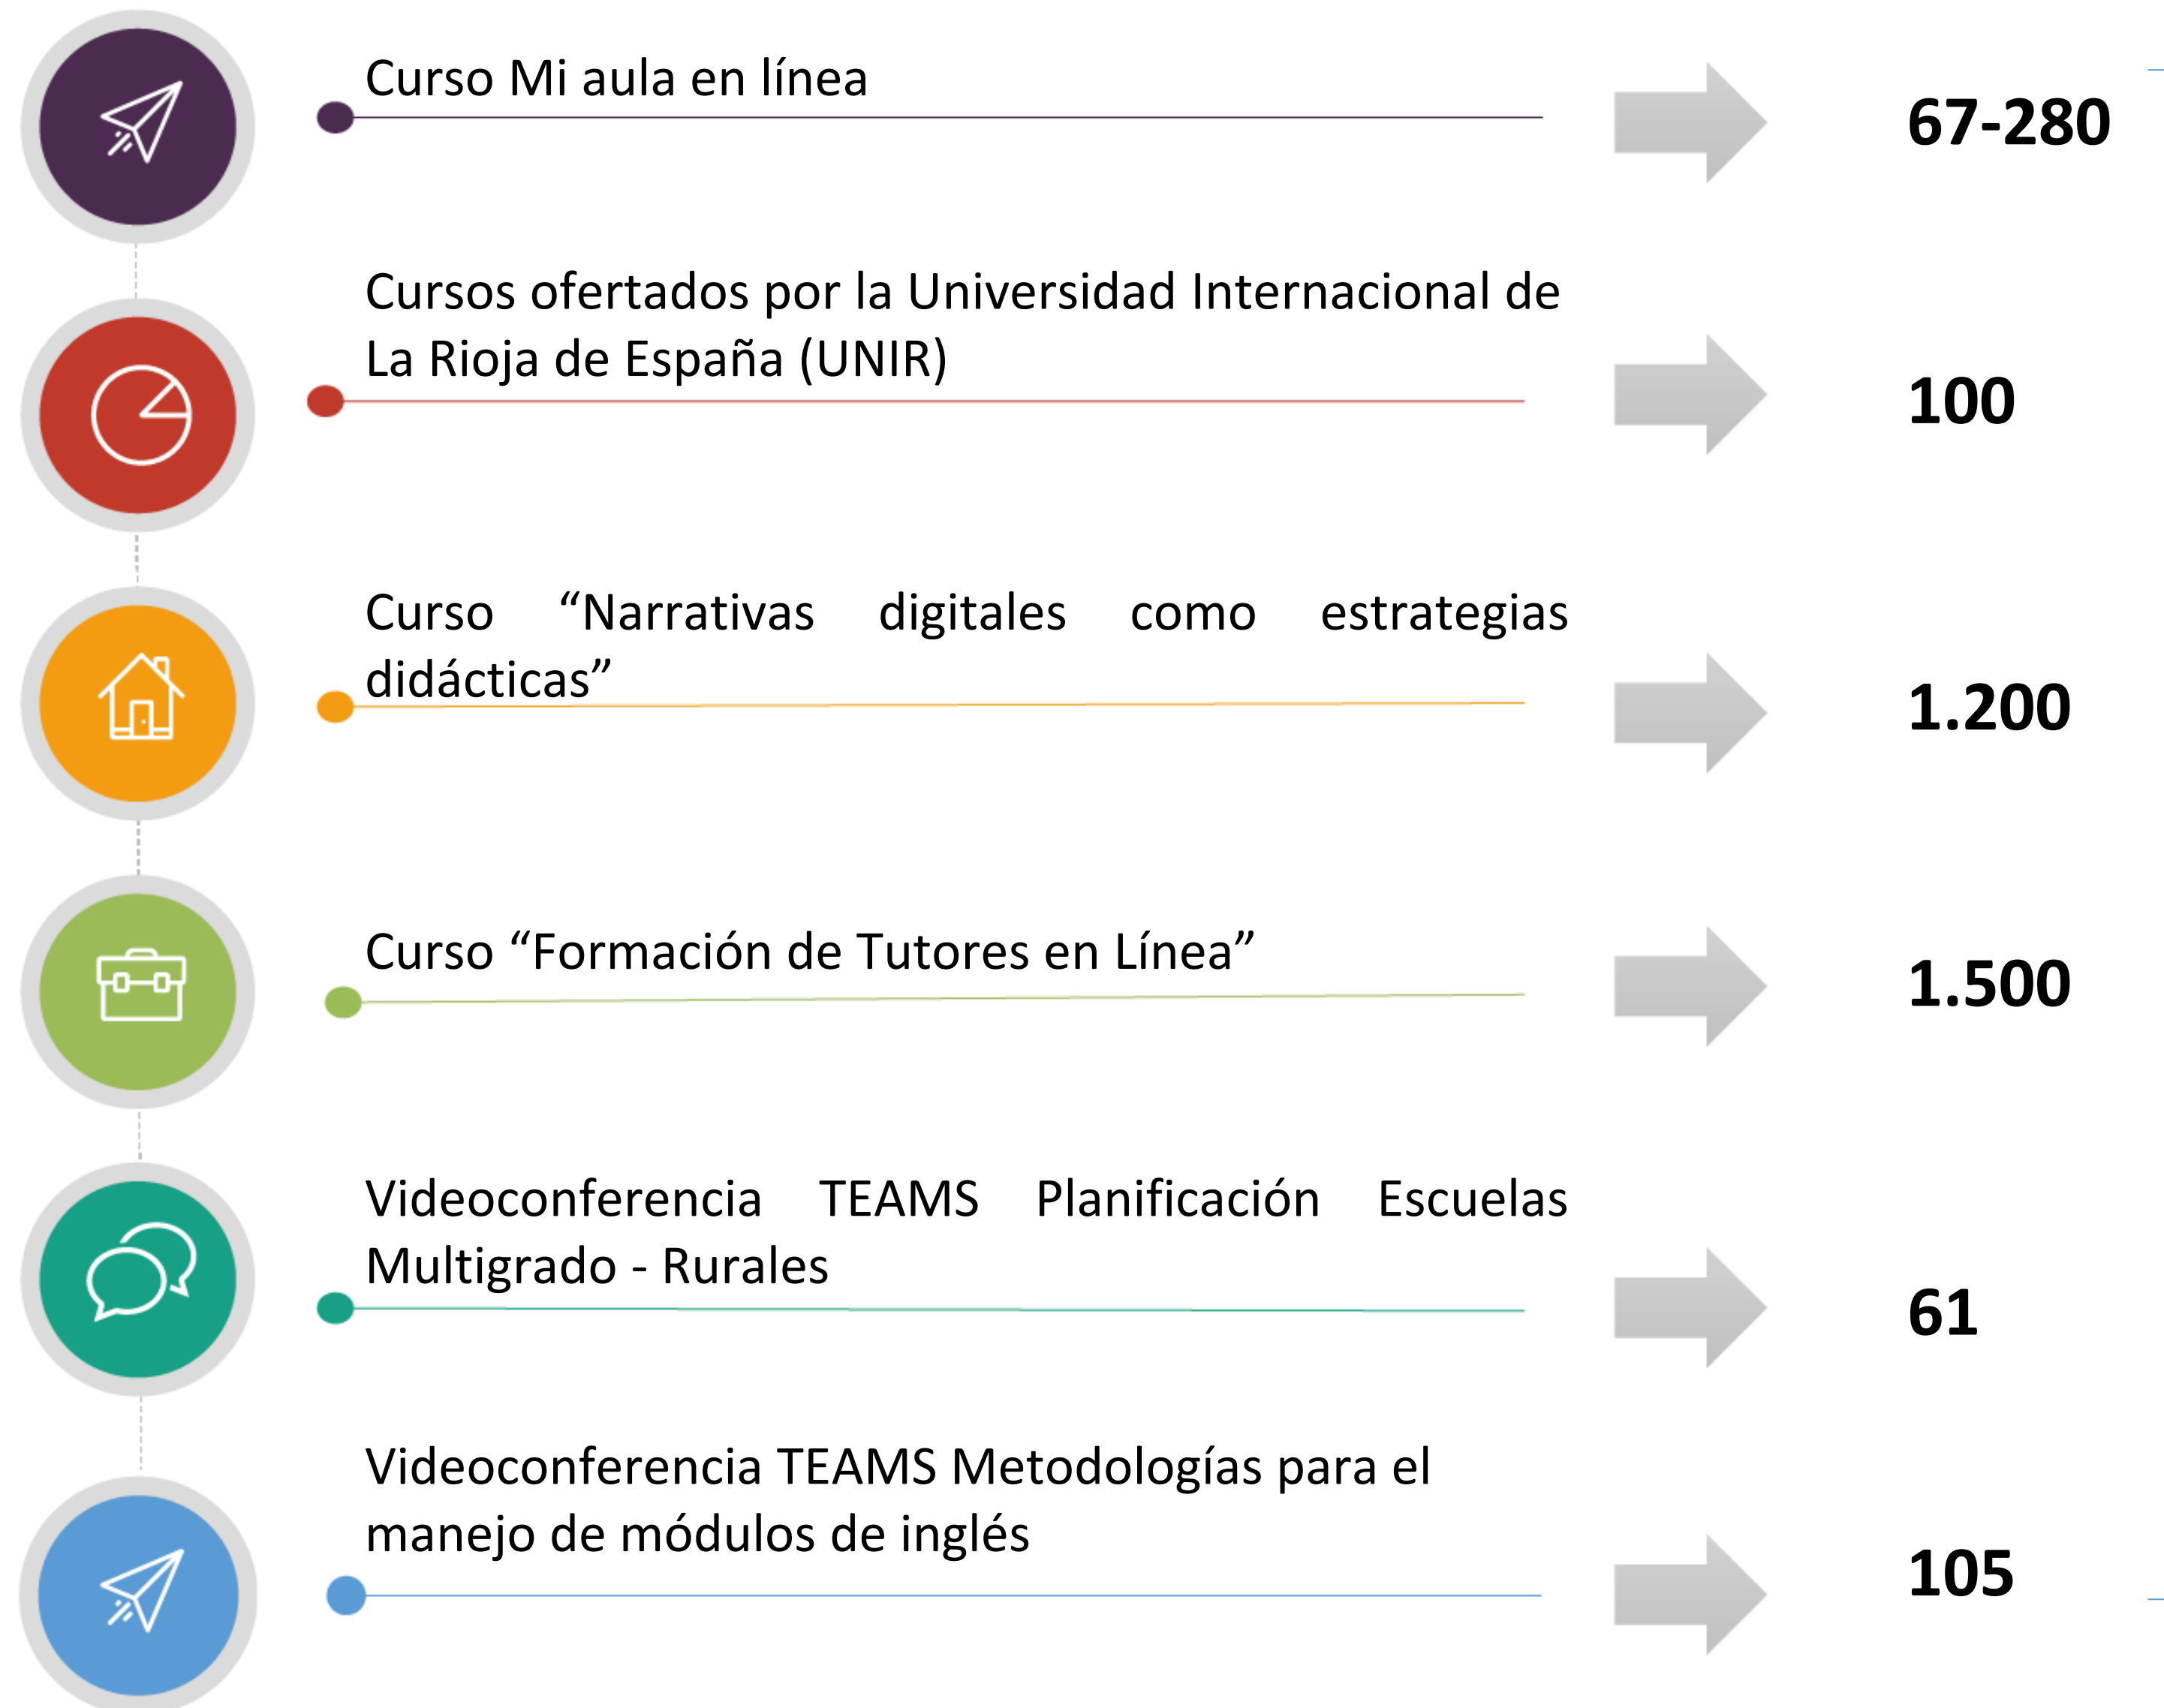 Curso Mi aula en línea
67-280
Cursos ofertados por la Universidad Internacional de
La Rioja de España (UNIR)
100
Curso “Narrativas digitales como estrategias
didácticas”
1.200
Curso “Formación de Tutores en Línea”
1.500
Videoconferencia TEAMS Planificación Escuelas
Multigrado - Rurales
61
Videoconferencia TEAMS Metodologías para el
manejo de módulos de inglés
105